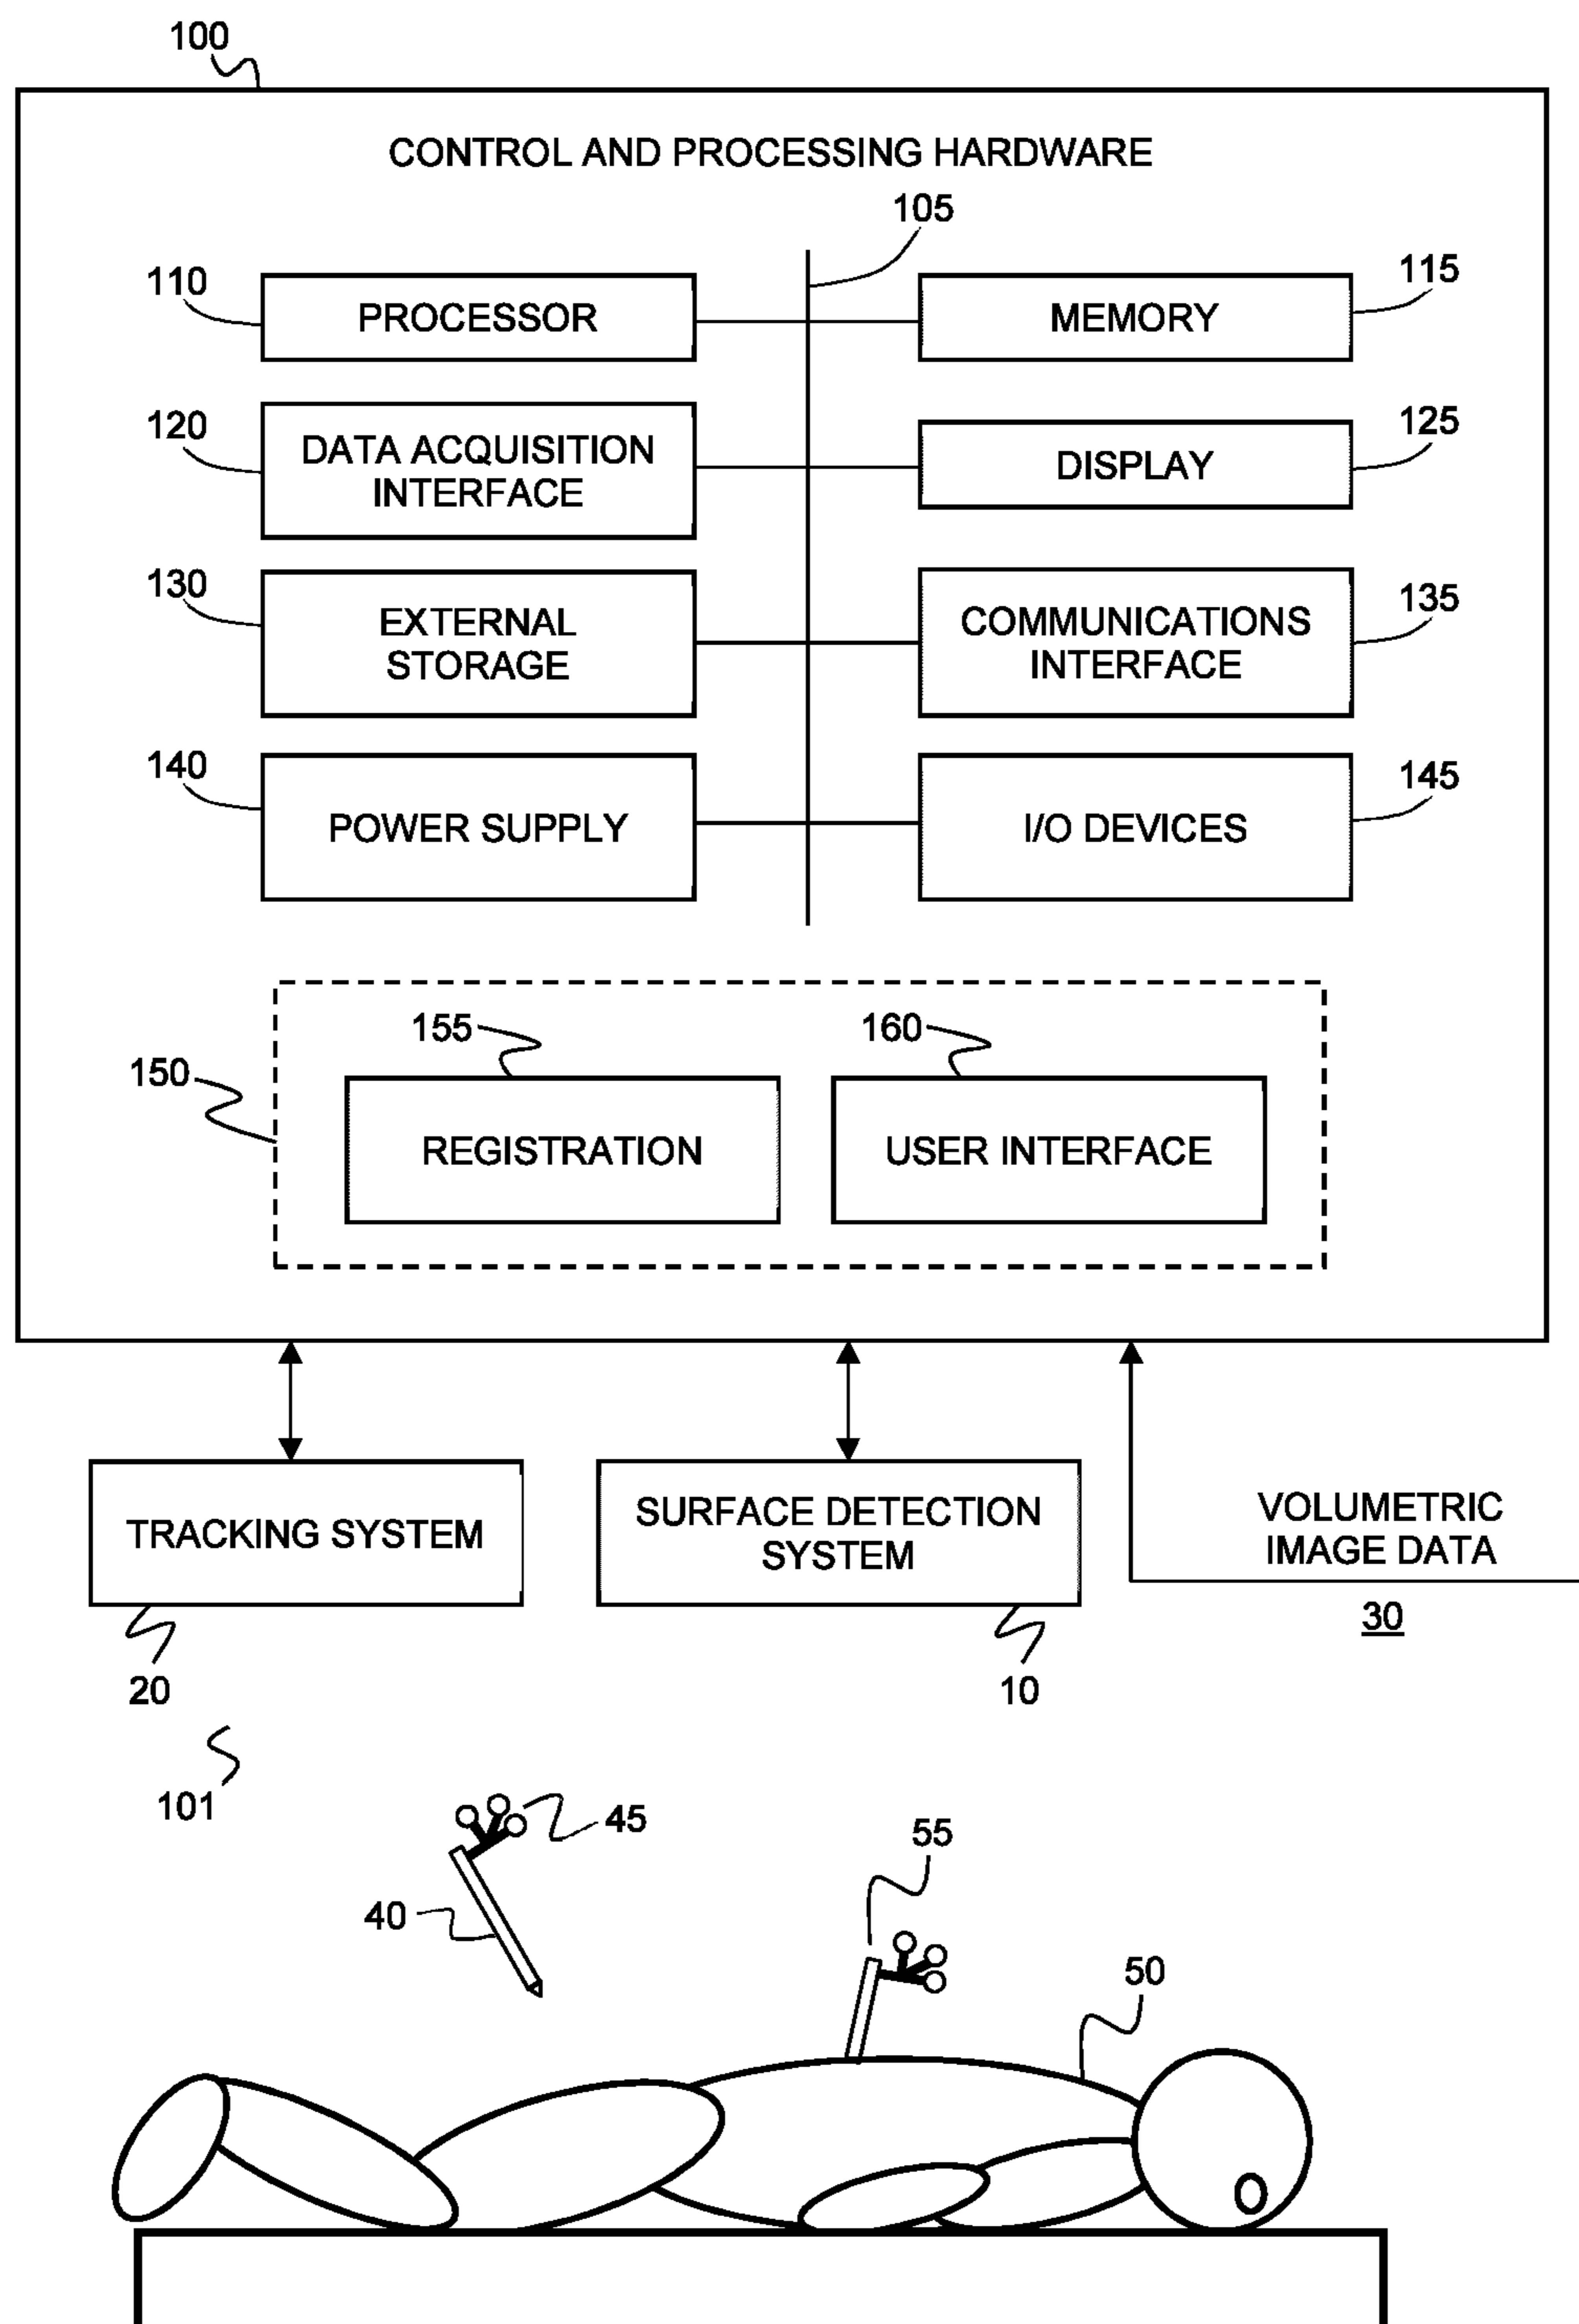 100
CONTROL AND PROCESSING HARDWARE
105
110
PROCESSOR
MEMORY
115
120
DATA ACQUISITION
INTERFACE
DISPLAY
125
130
EXTERNAL
STORAGE
COMMUNICATIONS
INTERFACE
135
140
POWER SUPPLY
I/O DEVICES
145
150
155
REGISTRATION
160
USER INTERFACE
TRACKING SYSTEM
20
SURFACE DETECTION
SYSTEM
10
VOLUMETRIC
IMAGE DATA
30
101
45
40
55
50